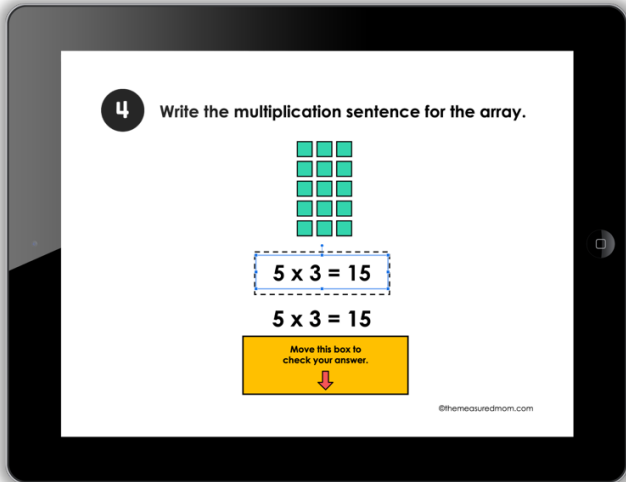 4
Write the multiplication sentence for the array.
5 x 3 = 15
5 x 3 = 15
Move this box to
check your answer.
©themeasuredmom.com